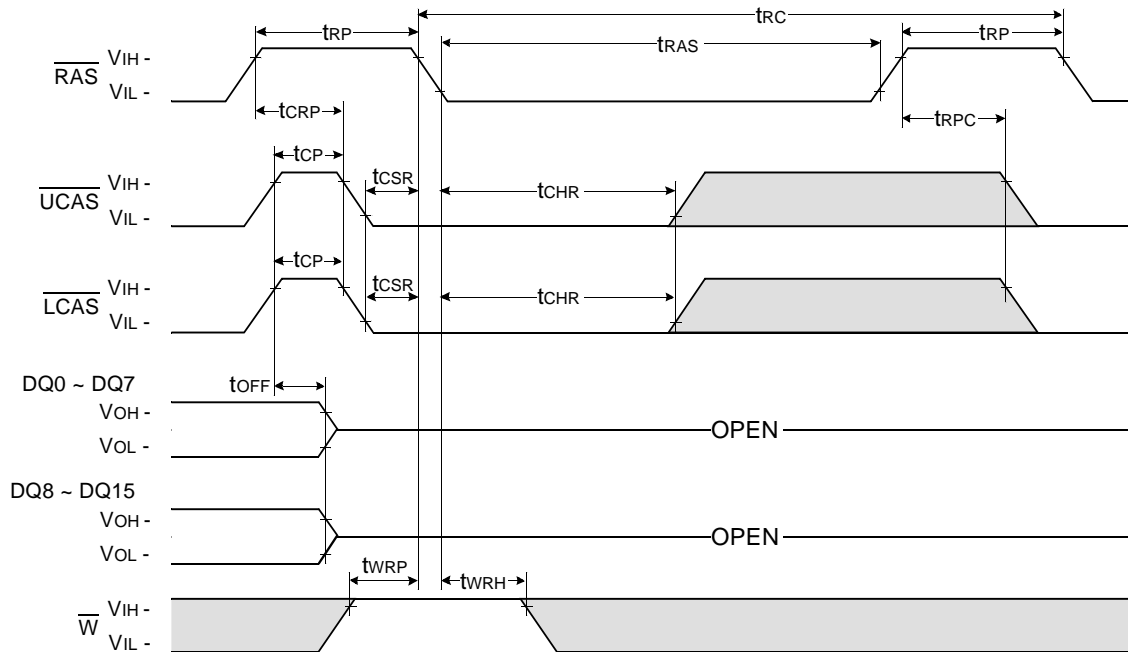 tRC
tRP
tRAS
tRP
RAS
VIH -
VIL -
tCRP
tRPC
tCP
tCSR
tCHR
UCAS
VIH -
VIL -
tCP
tCSR
tCHR
LCAS
VIH -
VIL -
DQ0 ~ DQ7
tOFF
VOH -
VOL -
OPEN
DQ8 ~ DQ15
VOH -
VOL -
OPEN
tWRP
tWRH
W
VIH -
VIL -